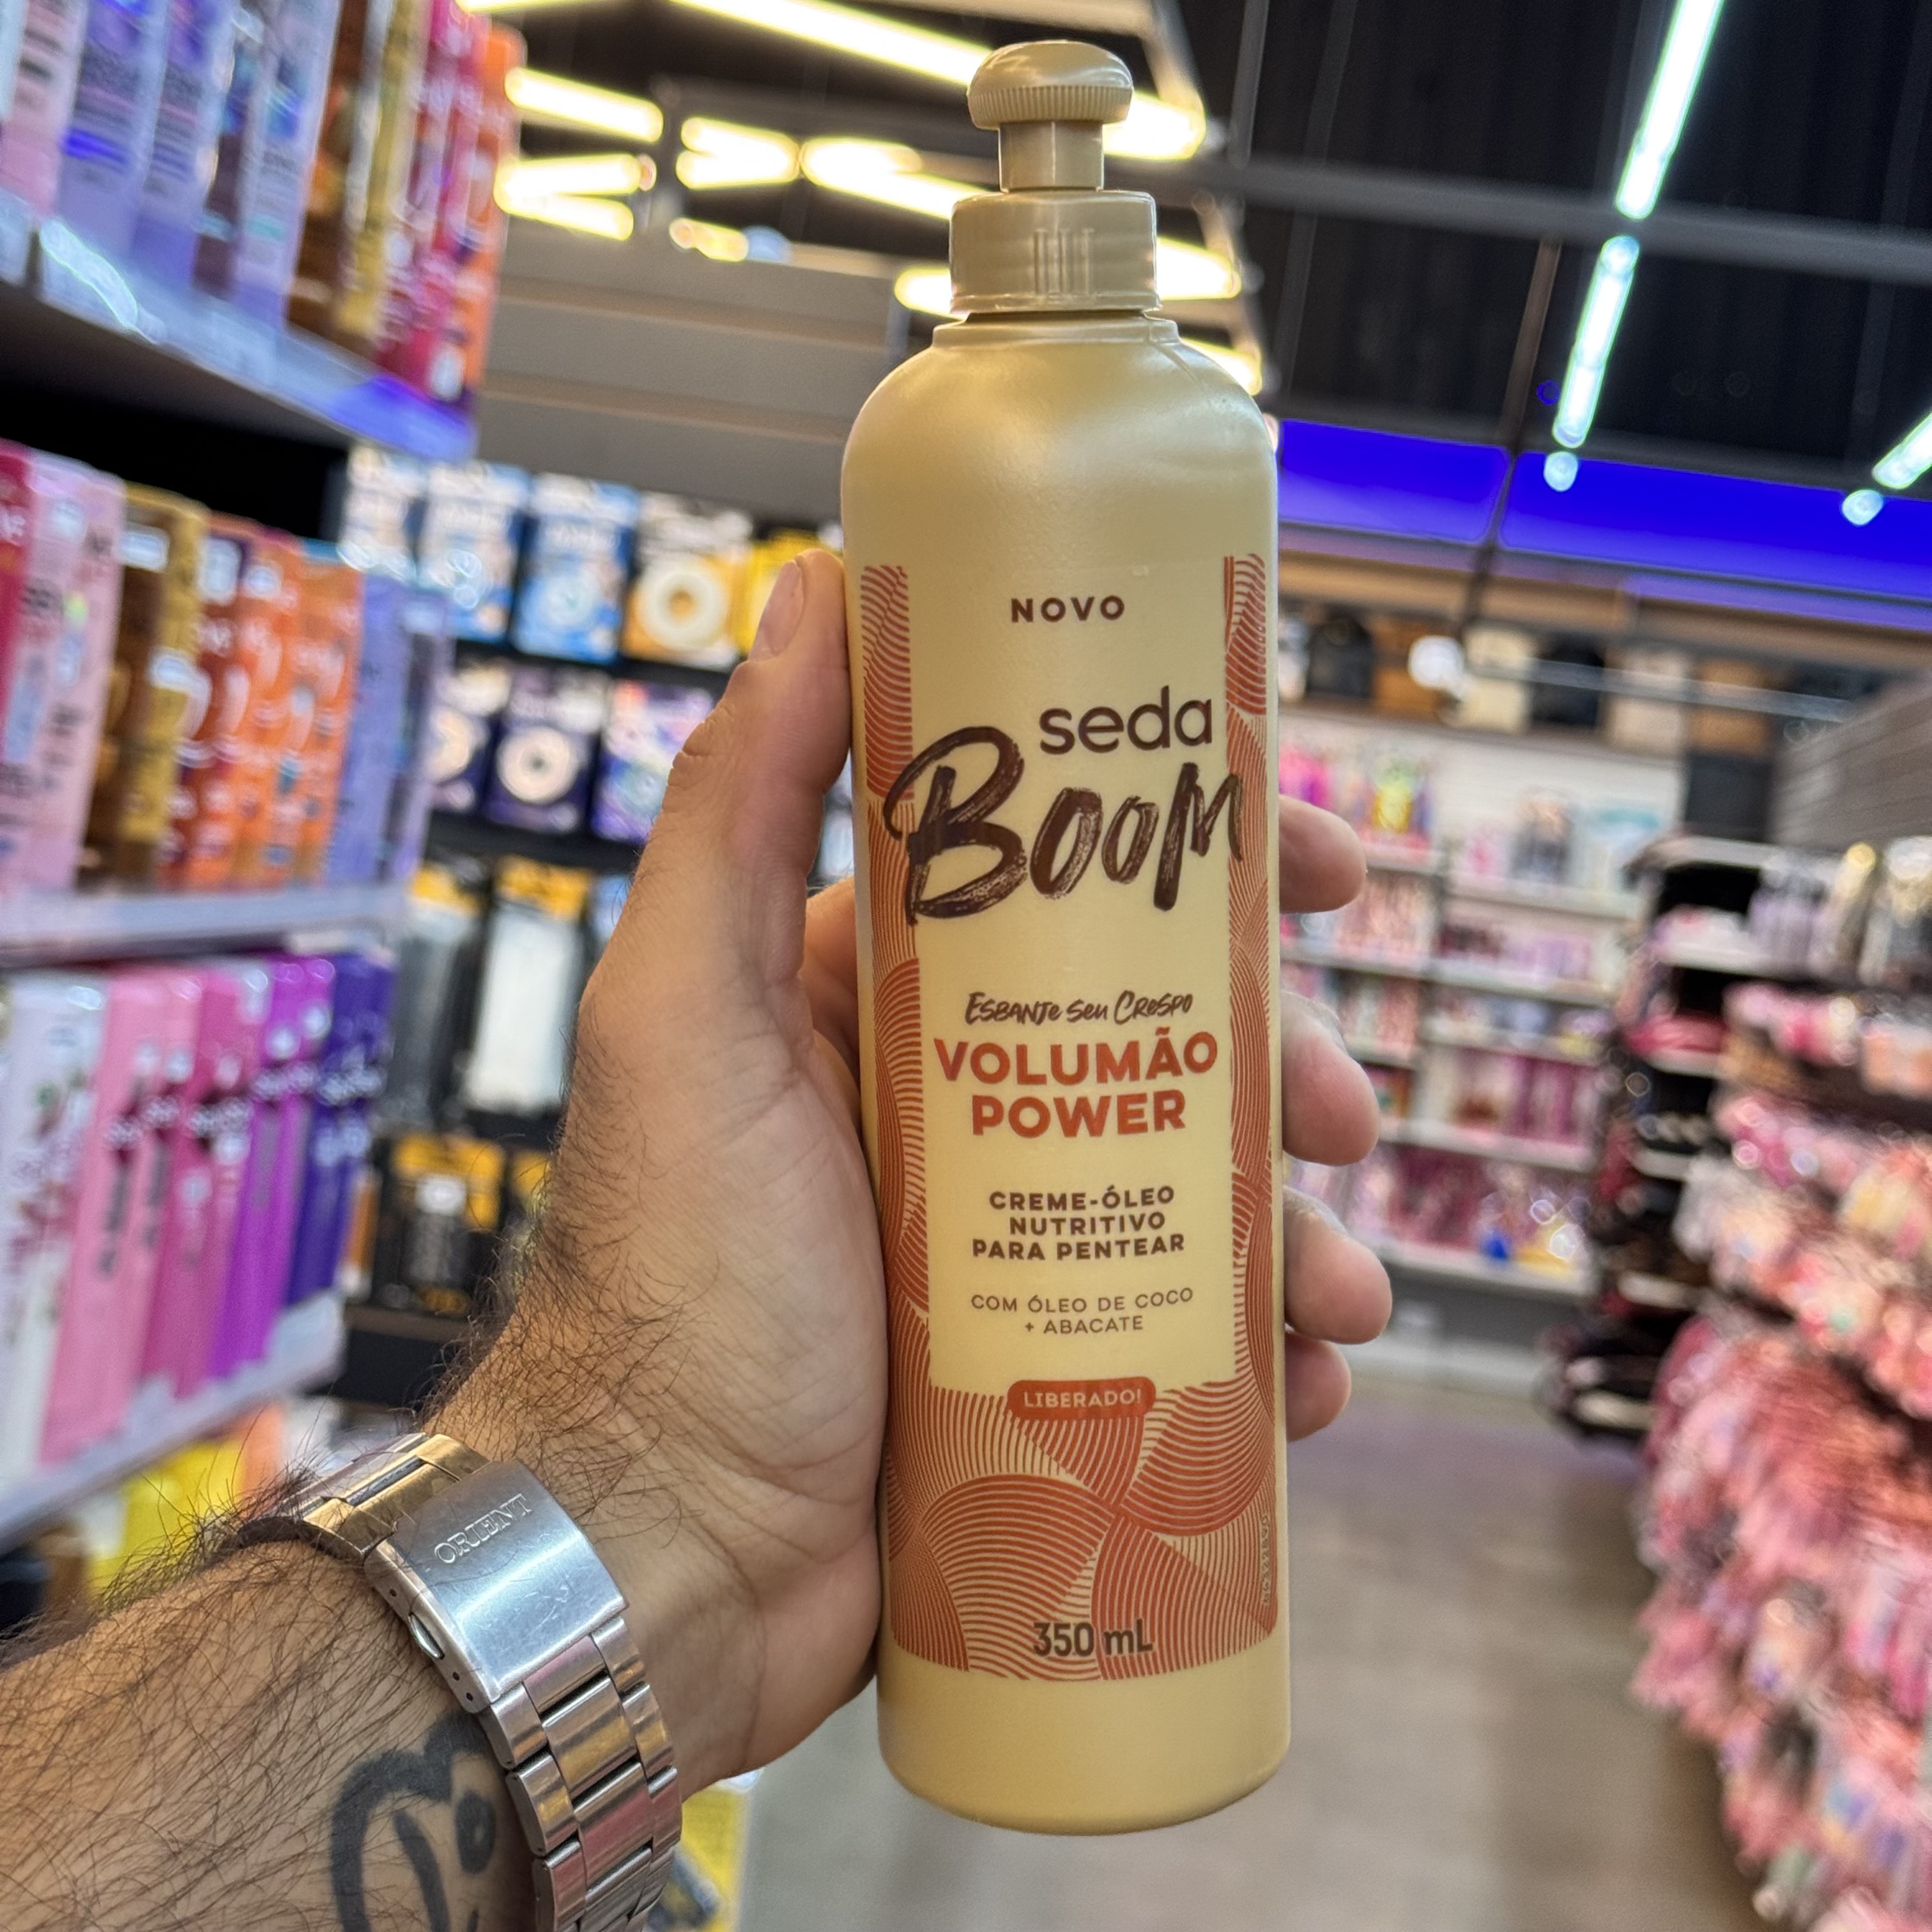 NOVO
seda
BOOM
ESBANJE SEU CRESPO
VOLUMÃO
POWER
CREME-ÓLEO
NUTRITIVO
PARA PENTEAR
COM ÓLEO DE COCO
+ ABACATE
LIBERADO!
350 mL
ORIENT